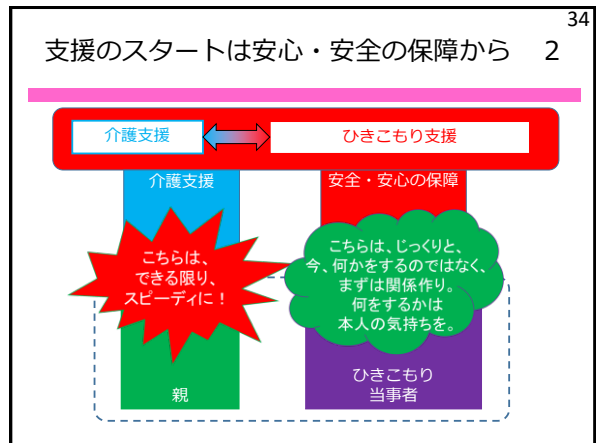 34
支援のスタートは安心・安全の保障から 2
介護支援
ひきこもり支援
介護支援
安全・安心の保障
こちらは、
できる限り、
スピーディに！
こちらは、じっくりと、
今、何かをするのではなく、
まずは関係作り。
何をするかは
本人の気持ちを。
親
ひきこもり
当事者